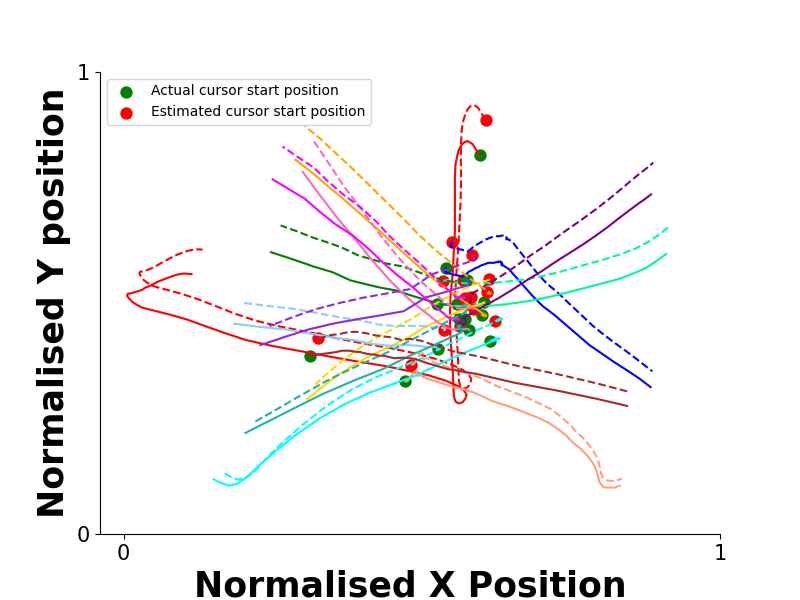 1
Actual cursor start position
Estimated cursor start position
Normalised Y position
0
0
1
Normalised X Position